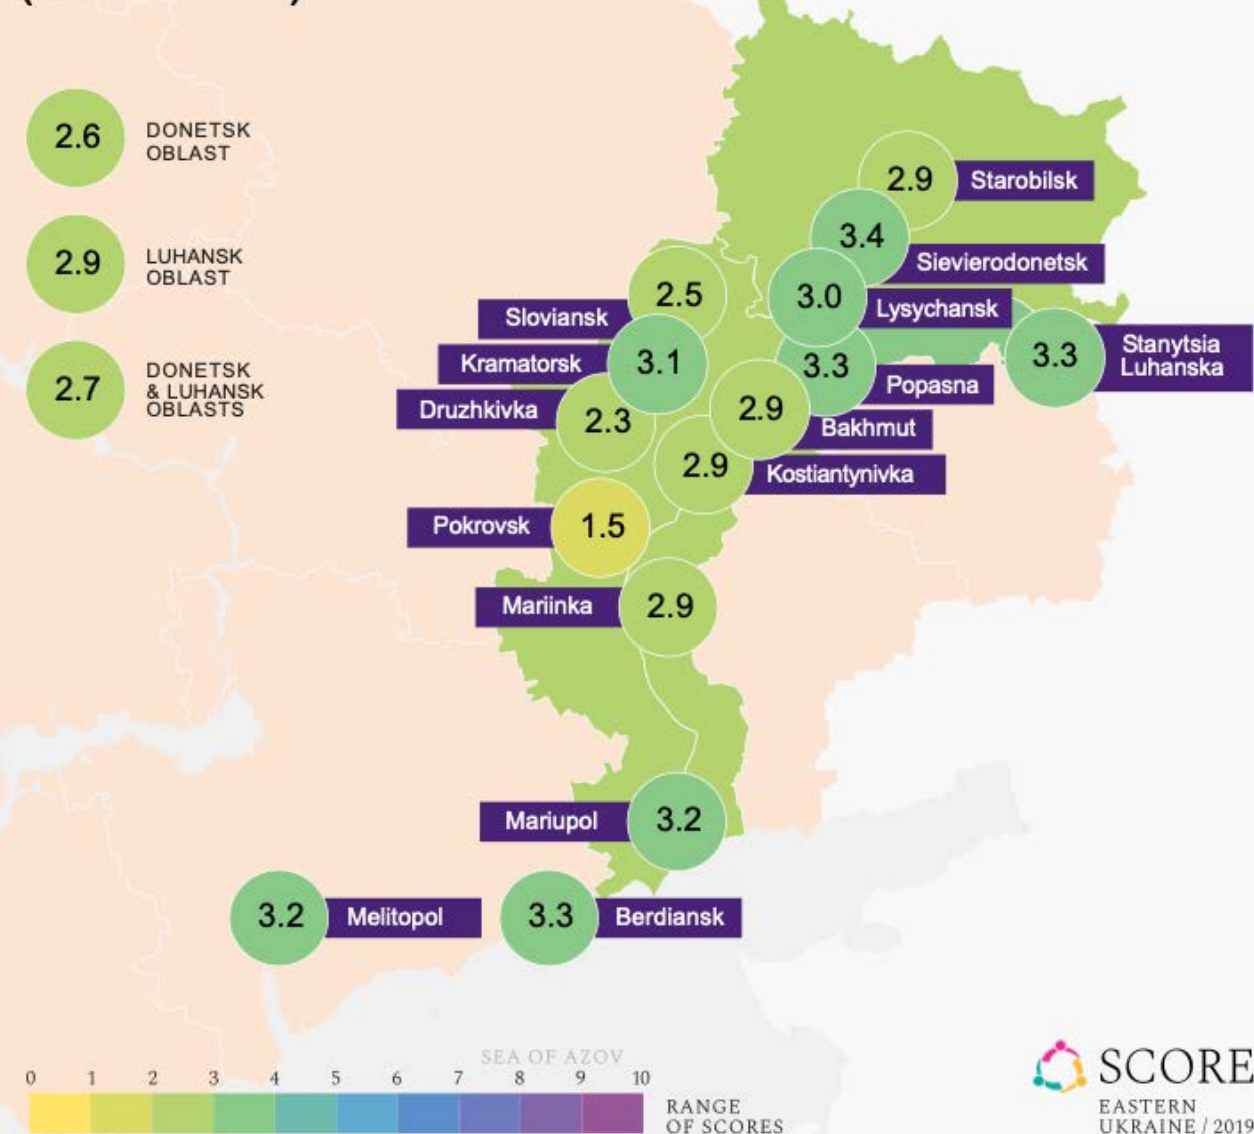 2.6 DONETSK
OBLAST
2.9 LUHANSK
OBLAST
2.7 DONETSK
& LUHANSK
OBLASTS
2.9 Starobilsk
3.4 Sievierodonetsk
3.0 Lysychansk
Sloviansk 2.5
Kramatorsk 3.1
3.3 Popasna
3.3 Stanytsia
Luhanska
Druzhkivka 2.3
2.9 Bakhmut
2.9 Kostiantynivka
Pokrovsk 1.5
Mariinka 2.9
Mariupol 3.2
3.2 Melitopol
3.3 Berdiansk
SEA OF AZOV
0 1 2 3 4 5 6 7 8 9 10
RANGE
OF SCORES
SCORE
EASTERN
UKRAINE / 2019